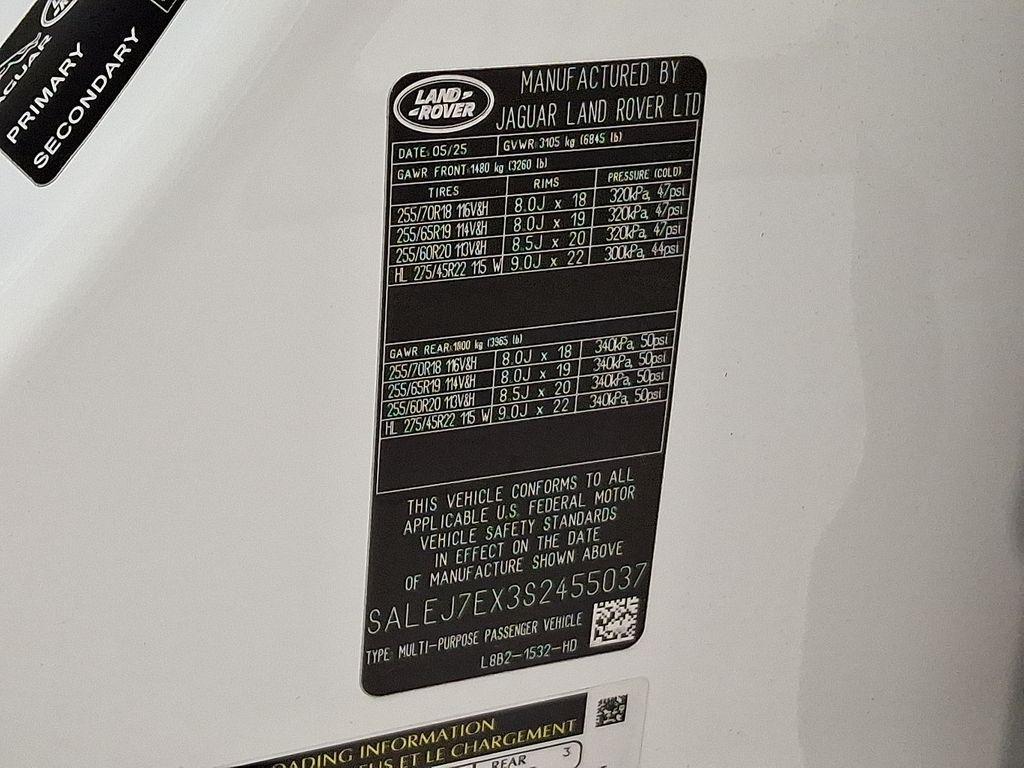 JAGUAR
PRIMARY
SECONDARY
LAND-
-ROVER
MANUFACTURED BY
JAGUAR LAND ROVER LTD
DATE: 05/25 GVWR 3105 kg (6845 lb)
GAWR FRONT 1480 kg (3260 lb)
TIRES RIMS PRESSURE (COLD)
255/70R18 116V&H 8.0J x 18 320kPa, 47psi
255/65R19 114V&H 8.0J x 19 320kPa, 47psi
255/60R20 113V&H 8.5J x 20 320kPa, 47psi
HL 275/45R22 115 W 9.0J x 22 300kPa, 44psi
GAWR REAR 1800 kg (3965 lb)
255/70R18 116V&H 8.0J x 18 340kPa, 50psi
255/65R19 114V&H 8.0J x 19 340kPa, 50psi
255/60R20 113V&H 8.5J x 20 340kPa, 50psi
HL 275/45R22 115 W 9.0J x 22 340kPa, 50psi
THIS VEHICLE CONFORMS TO ALL
APPLICABLE U.S. FEDERAL MOTOR
VEHICLE SAFETY STANDARDS
IN EFFECT ON THE DATE
OF MANUFACTURE SHOWN ABOVE
SALEJ7EX3S2455037
TYPE: MULTI-PURPOSE PASSENGER VEHICLE
L8B2-1532-HD
OADING INFORMATION
EUS ET LE CHARGEMENT
REAR 3